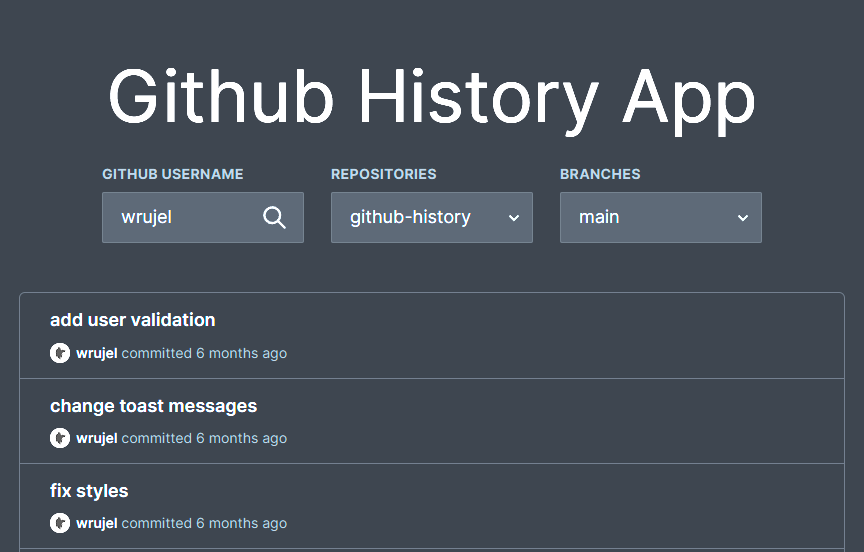 Github History App
GITHUB USERNAME
wrujel
REPOSITORIES
github-history
BRANCHES
main
add user validation
wrujel committed 6 months ago
change toast messages
wrujel committed 6 months ago
fix styles
wrujel committed 6 months ago